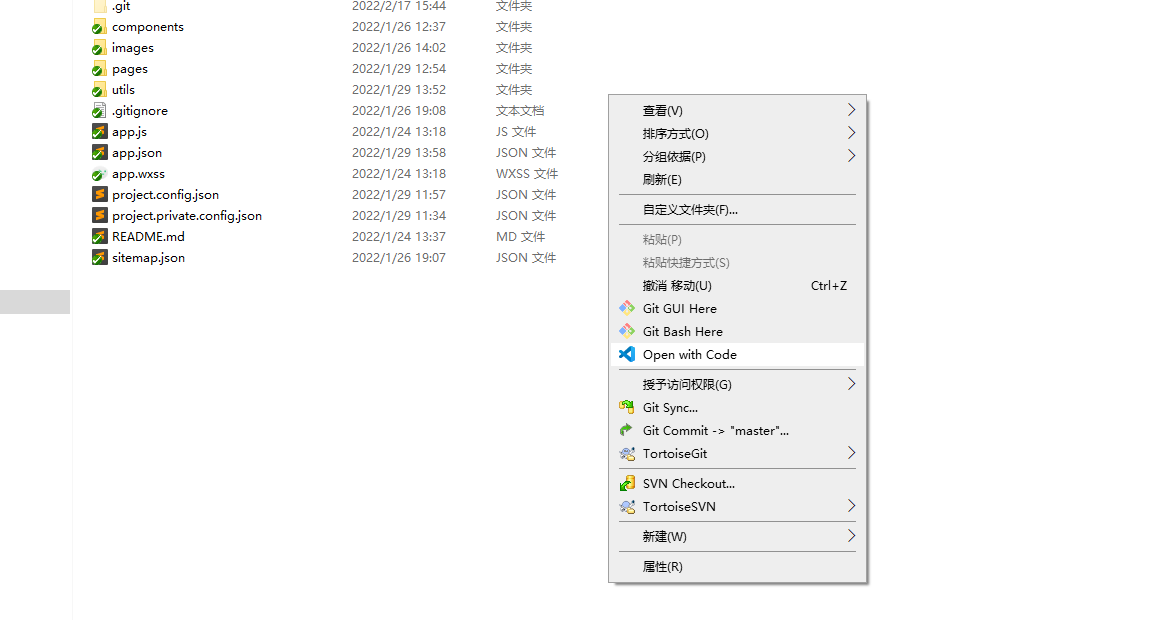 .git 2022/2/17 15:44 文件夹
components 2022/1/26 12:37 文件夹
images 2022/1/26 14:02 文件夹
pages 2022/1/29 12:54 文件夹
utils 2022/1/29 13:52 文件夹
.gitignore 2022/1/26 19:08 文本文档
app.js 2022/1/24 13:18 JS 文件
app.json 2022/1/29 13:58 JSON 文件
app.wxss 2022/1/24 13:18 WXSS 文件
project.config.json 2022/1/29 11:57 JSON 文件
project.private.config.json 2022/1/29 11:34 JSON 文件
README.md 2022/1/24 13:37 MD 文件
sitemap.json 2022/1/26 19:07 JSON 文件
查看(V)
排序方式(O)
分组依据(P)
刷新(E)
自定义文件夹(F)...
粘贴(P)
粘贴快捷方式(S)
撤消 移动(U) Ctrl+Z
Git GUI Here
Git Bash Here
Open with Code
授予访问权限(G)
Git Sync...
Git Commit -> "master"...
TortoiseGit
SVN Checkout...
TortoiseSVN
新建(W)
属性(R)